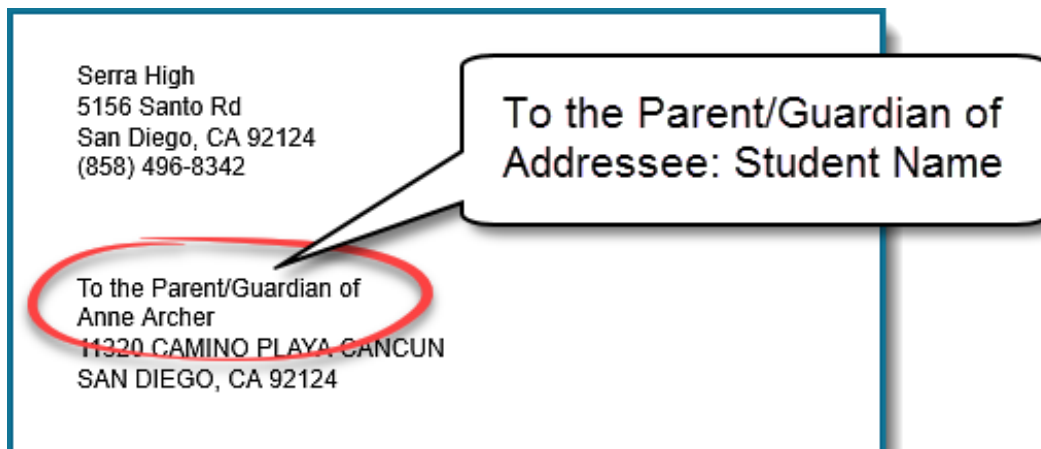 Serra High
5156 Santo Rd
San Diego, CA 92124
(858) 496-8342
To the Parent/Guardian of
Addressee: Student Name
To the Parent/Guardian of
Anne Archer
11320 CAMINO PLAYA CANCUN
SAN DIEGO, CA 92124